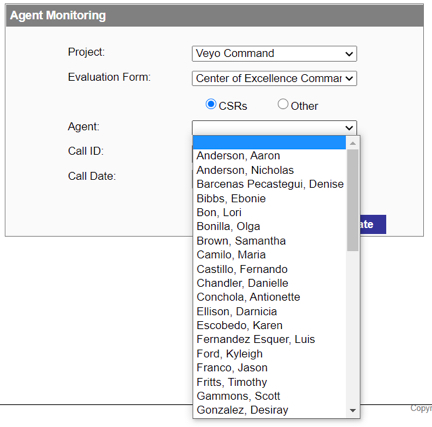 Agent Monitoring
Project: Veyo Command
Evaluation Form: Center of Excellence Comman
CSRs Other
Agent:
Call ID:
Call Date:
Anderson, Aaron
Anderson, Nicholas
Barcenas Pecastegui, Denise
Bibbs, Ebonie
Bon, Lori
Bonilla, Olga
Brown, Samantha
Camilo, Maria
Castillo, Fernando
Chandler, Danielle
Conchola, Antionette
Ellison, Darnicia
Escobedo, Karen
Fernandez Esquer, Luis
Ford, Kyleigh
Franco, Jason
Fritts, Timothy
Gammons, Scott
Gonzalez, Desiray
ate
Copyr